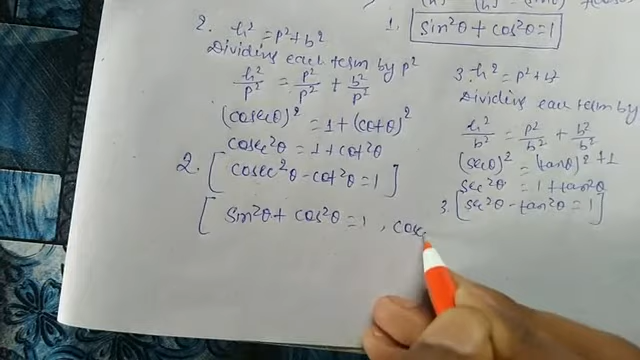 1. sin²θ + cos²θ = 1
2. h² = p² + b²
Dividing each term by p²
h²/p² = p²/p² + b²/p²
(cosecθ)² = 1 + (cotθ)²
cosec²θ = 1 + cot²θ
2. [cosec²θ - cot²θ = 1]
3. h² = p² + b²
Dividing each term by
h²/b² = p²/b² + b²/b²
(secθ)² = (tanθ)² + 1
sec²θ = 1 + tan²θ
3. [sec²θ - tan²θ = 1]
[ sin²θ + cos²θ = 1 , cosec